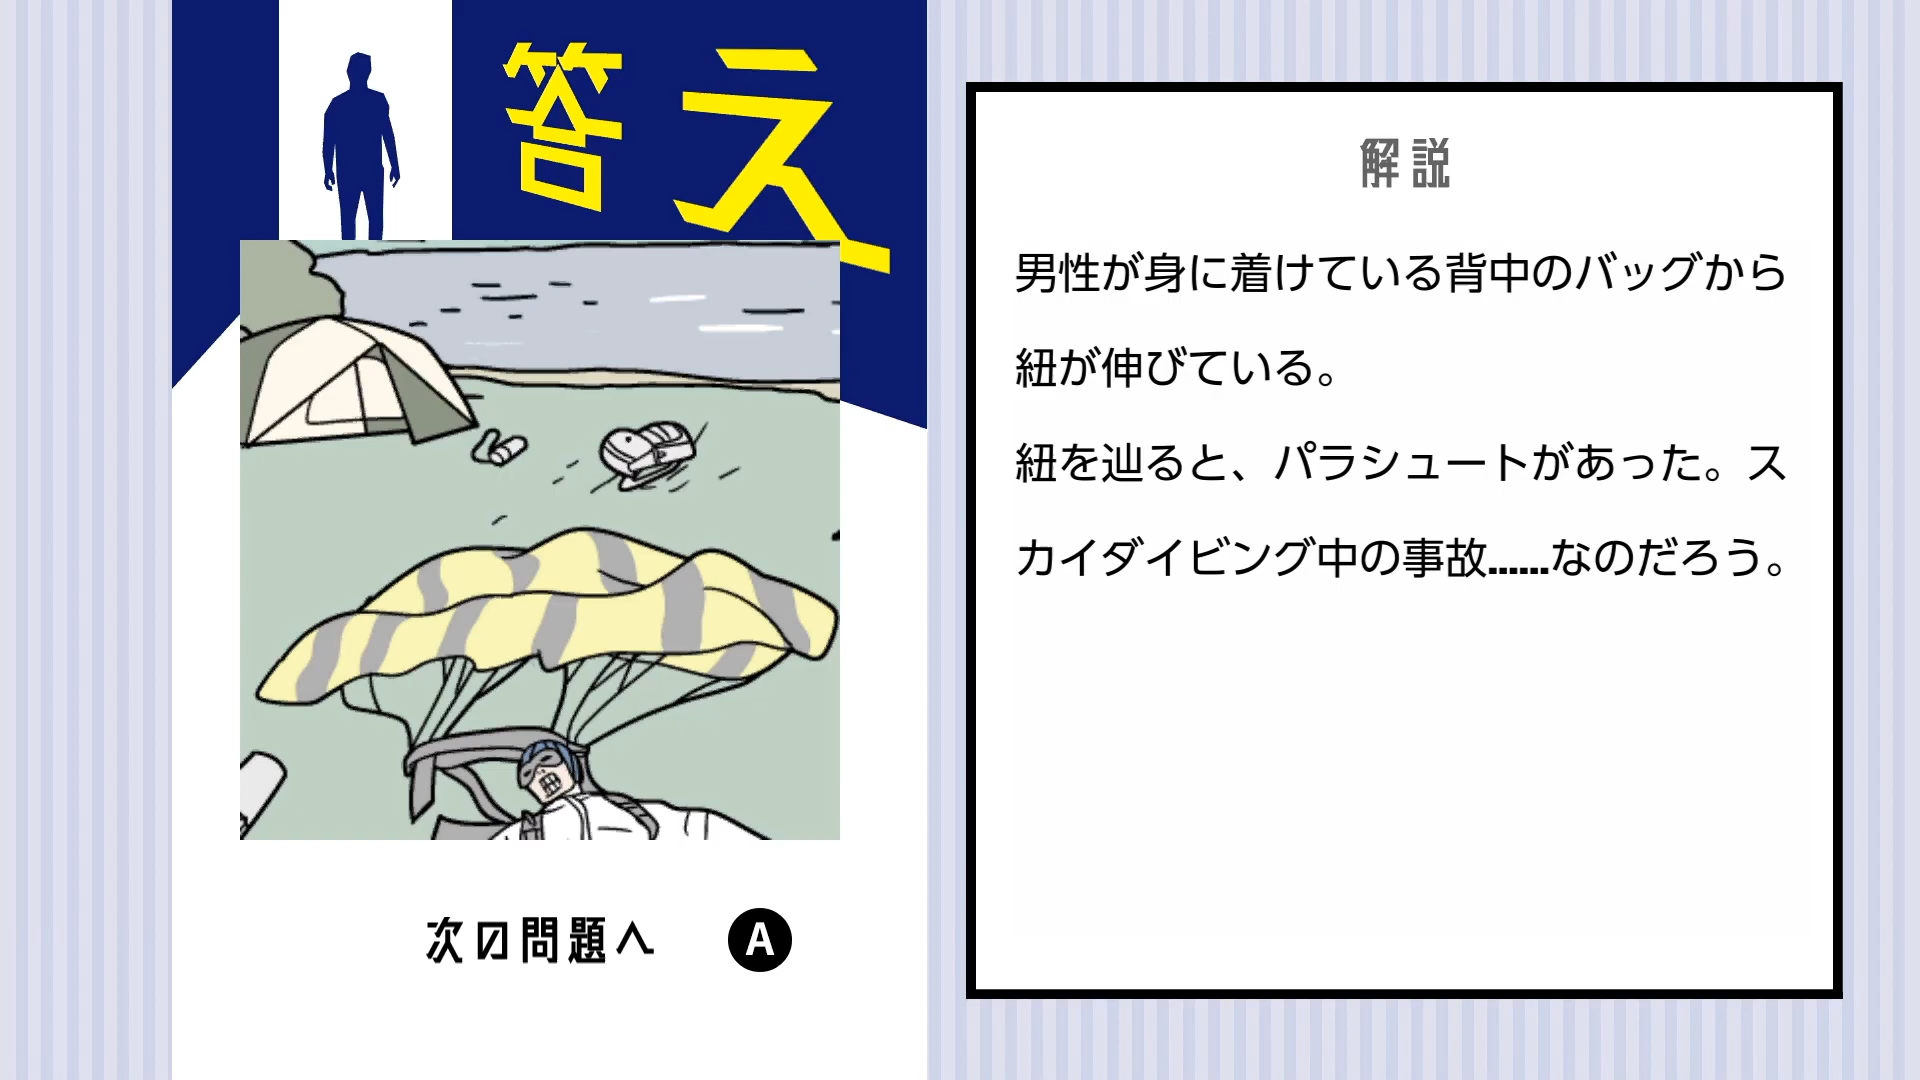 答え
次の問題へ A
解説
男性が身に着けている背中のバッグから
紐が伸びている。
紐を辿ると、パラシュートがあった。ス
カイダイビング中の事故……なのだろう。